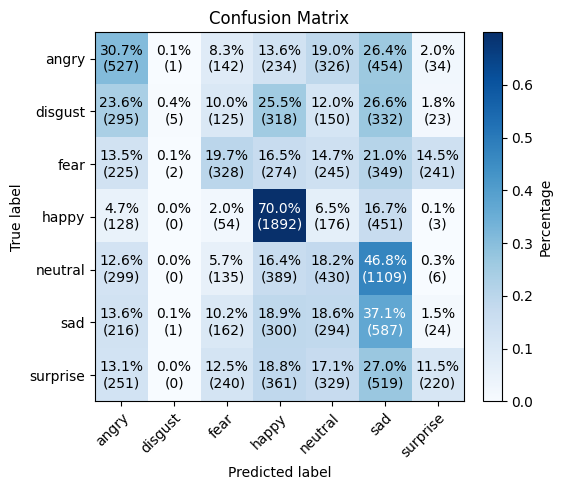 Confusion Matrix
angry 30.7% 0.1% 8.3% 13.6% 19.0% 26.4% 2.0%
(527) (1) (142) (234) (326) (454) (34)
disgust 23.6% 0.4% 10.0% 25.5% 12.0% 26.6% 1.8%
(295) (5) (125) (318) (150) (332) (23)
fear 13.5% 0.1% 19.7% 16.5% 14.7% 21.0% 14.5%
(225) (2) (328) (274) (245) (349) (241)
happy 4.7% 0.0% 2.0% 70.0% 6.5% 16.7% 0.1%
(128) (0) (54) (1892) (176) (451) (3)
neutral 12.6% 0.0% 5.7% 16.4% 18.2% 46.8% 0.3%
(299) (0) (135) (389) (430) (1109) (6)
sad 13.6% 0.1% 10.2% 18.9% 18.6% 37.1% 1.5%
(216) (1) (162) (300) (294) (587) (24)
surprise 13.1% 0.0% 12.5% 18.8% 17.1% 27.0% 11.5%
(251) (0) (240) (361) (329) (519) (220)
angry disgust fear happy neutral sad surprise
Predicted label
True label
0.6
0.5
0.4
0.3
0.2
0.1
0.0
Percentage